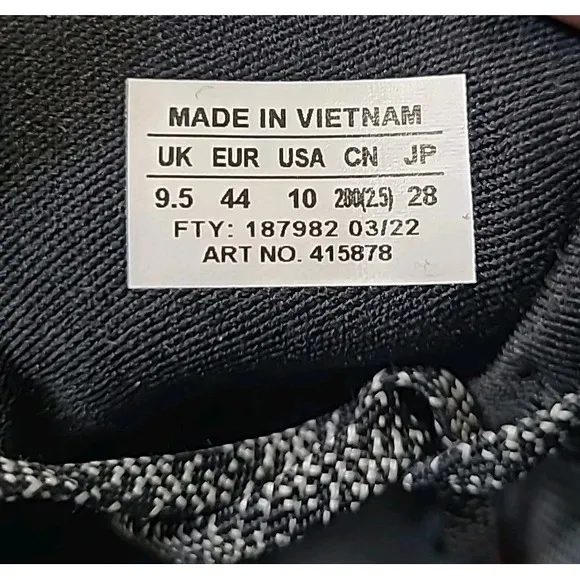 MADE IN VIETNAM
UK EUR USA CN JP
9.5 44 10 280(2.5) 28
FTY: 187982 03/22
ART NO. 415878